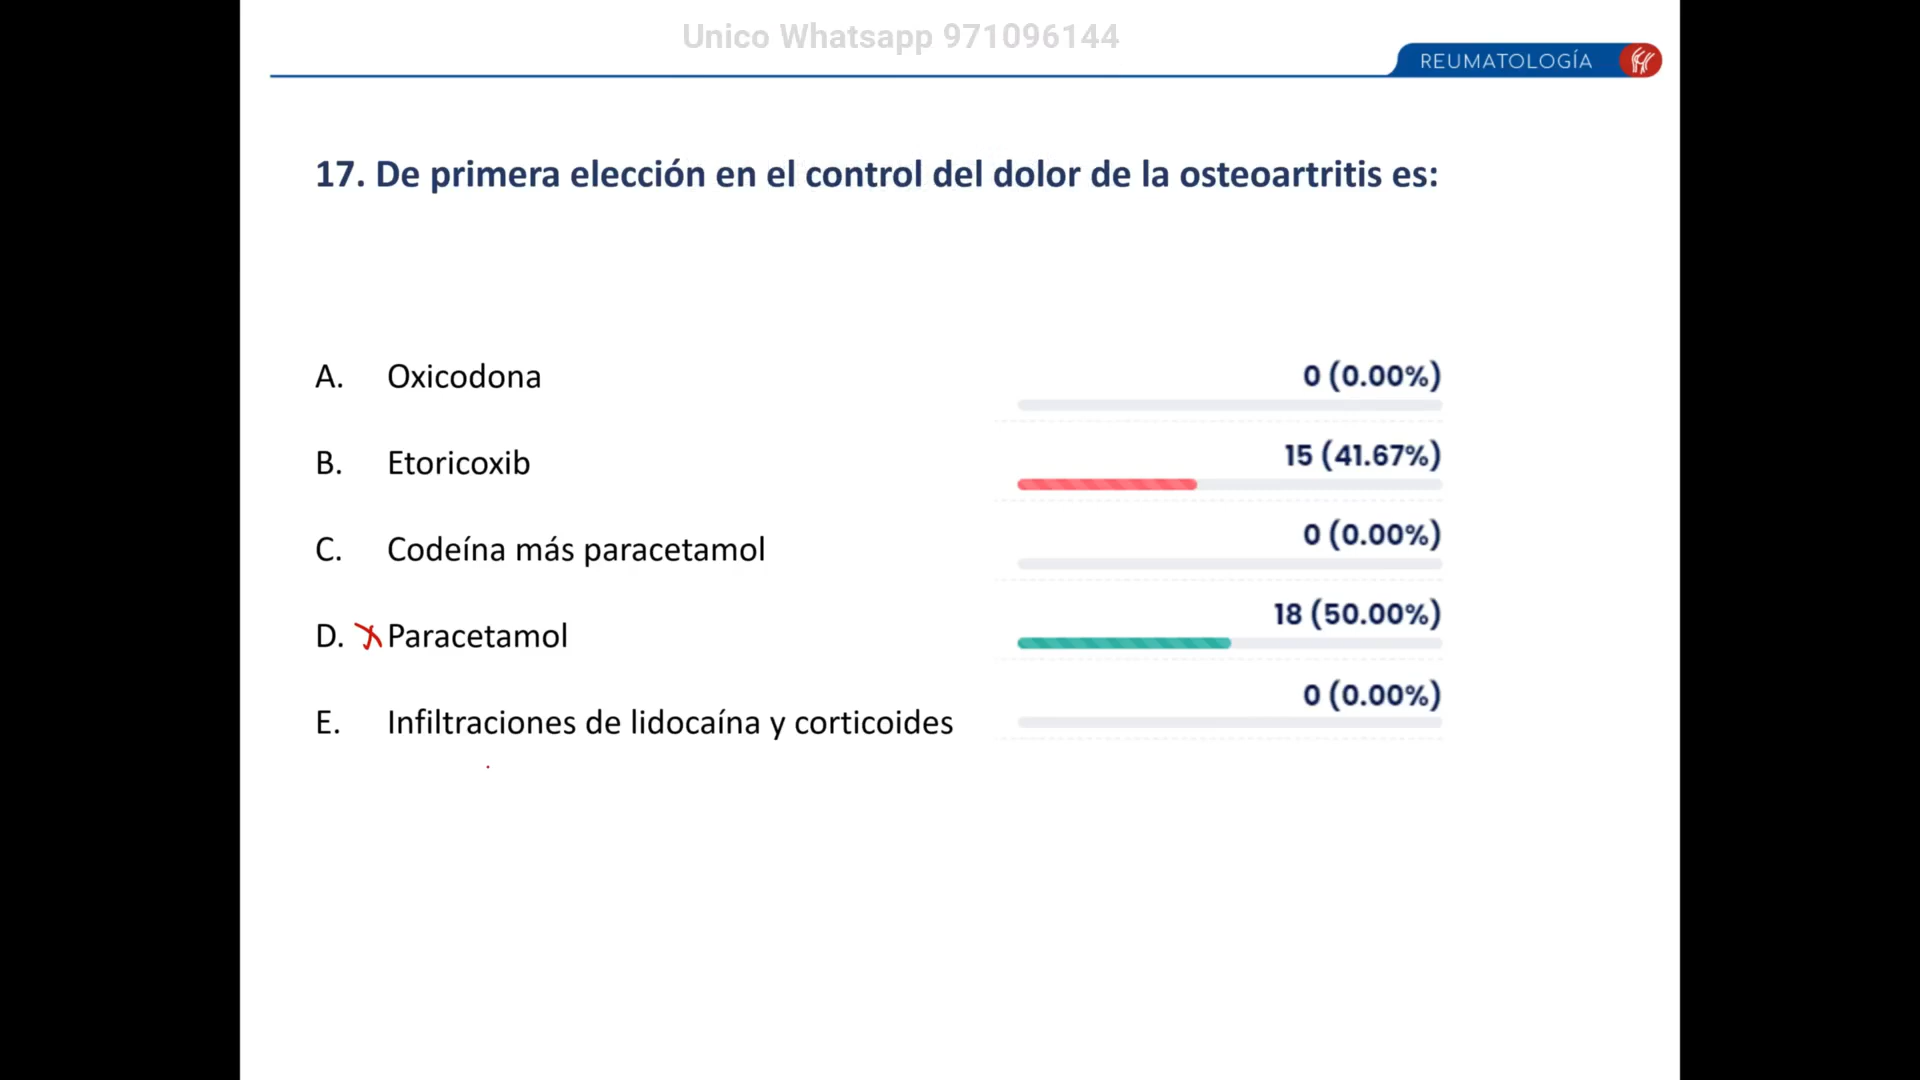 Unico Whatsapp 971096144
REUMATOLOGÍA
17. De primera elección en el control del dolor de la osteoartritis es:
A. Oxicodona
0 (0.00%)
B. Etoricoxib
15 (41.67%)
C. Codeína más paracetamol
0 (0.00%)
D. Paracetamol
18 (50.00%)
E. Infiltraciones de lidocaína y corticoides
0 (0.00%)